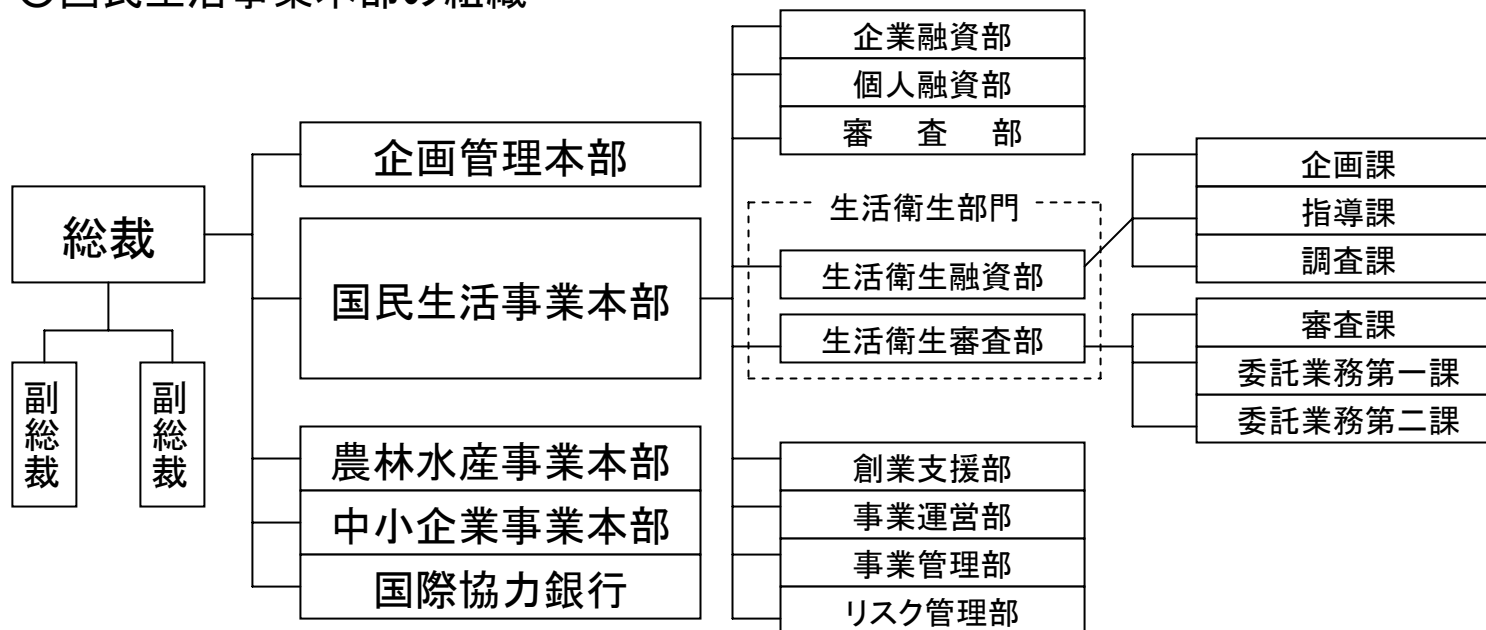 〇国民生活事業本部の組織
総裁
副総裁
副総裁
企画管理本部
国民生活事業本部
農林水産事業本部
中小企業事業本部
国際協力銀行
企業融資部
個人融資部
審 査 部
生活衛生部門
生活衛生融資部
生活衛生審査部
創業支援部
事業運営部
事業管理部
リスク管理部
企画課
指導課
調査課
審査課
委託業務第一課
委託業務第二課